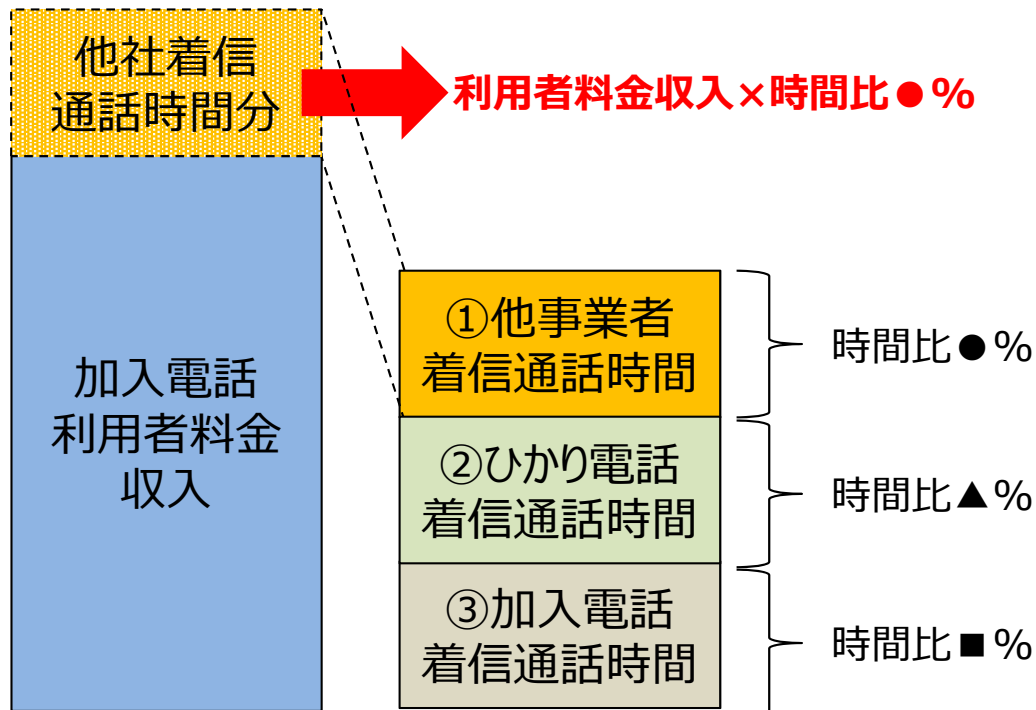 他社着信
通話時間分
利用者料金収入×時間比●%
加入電話
利用者料金
収入
①他事業者
着信通話時間
時間比●%
②ひかり電話
着信通話時間
時間比▲%
③加入電話
着信通話時間
時間比■%